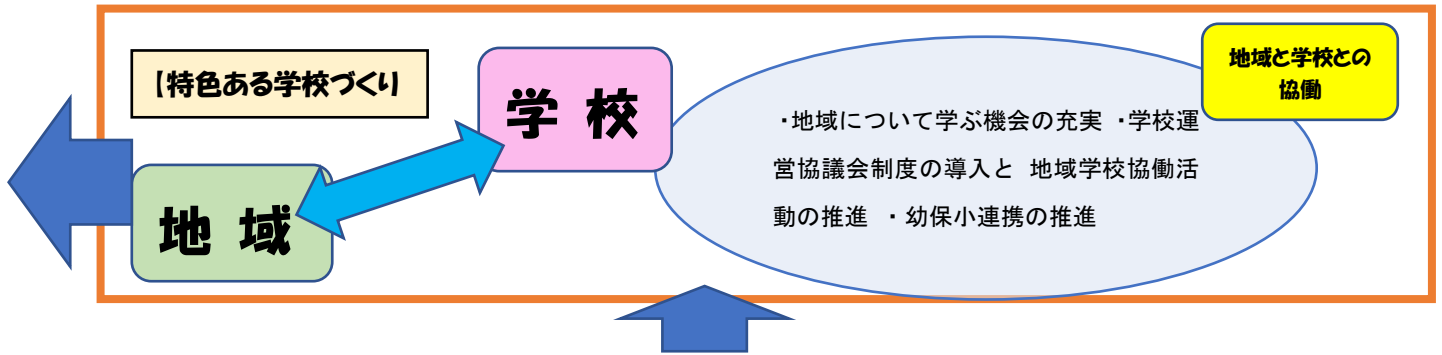 【特色ある学校づくり
学 校
地 域
地域と学校との
協働
・地域について学ぶ機会の充実 ・学校運
営協議会制度の導入と 地域学校協働活
動の推進 ・幼保小連携の推進